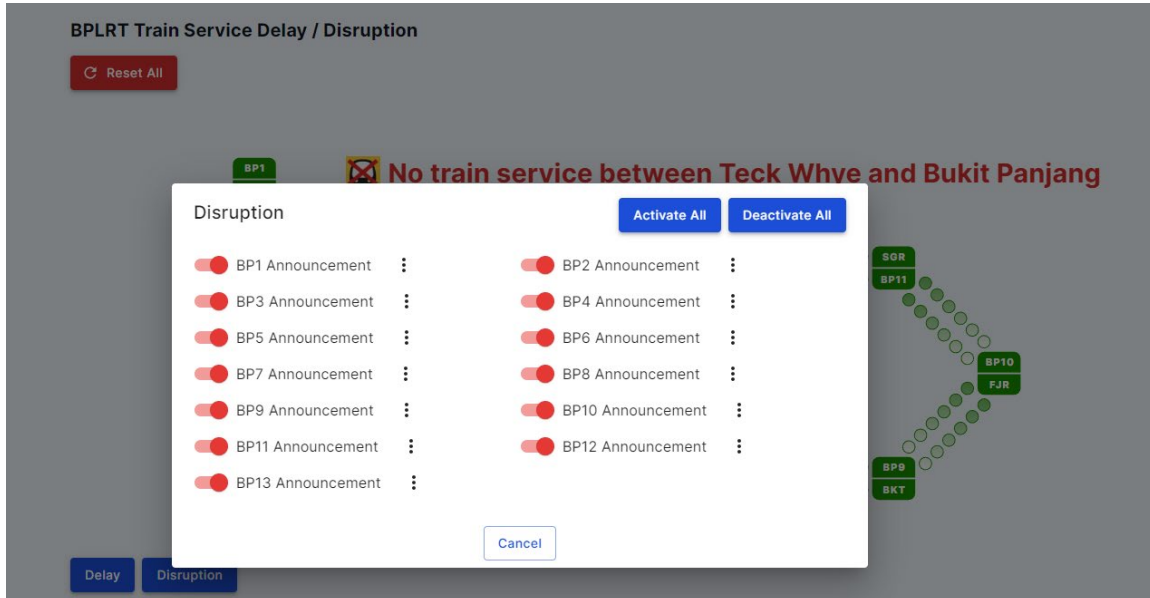 BPLRT Train Service Delay / Disruption
Reset All
BP1
No train service between Teck Whye and Bukit Panjang
Disruption
Activate All
Deactivate All
BP1 Announcement
BP2 Announcement
BP3 Announcement
BP4 Announcement
BP5 Announcement
BP6 Announcement
BP7 Announcement
BP8 Announcement
BP9 Announcement
BP10 Announcement
BP11 Announcement
BP12 Announcement
BP13 Announcement
Cancel
SGR
BP11
BP10
FJR
BP9
BKT
Delay
Disruption